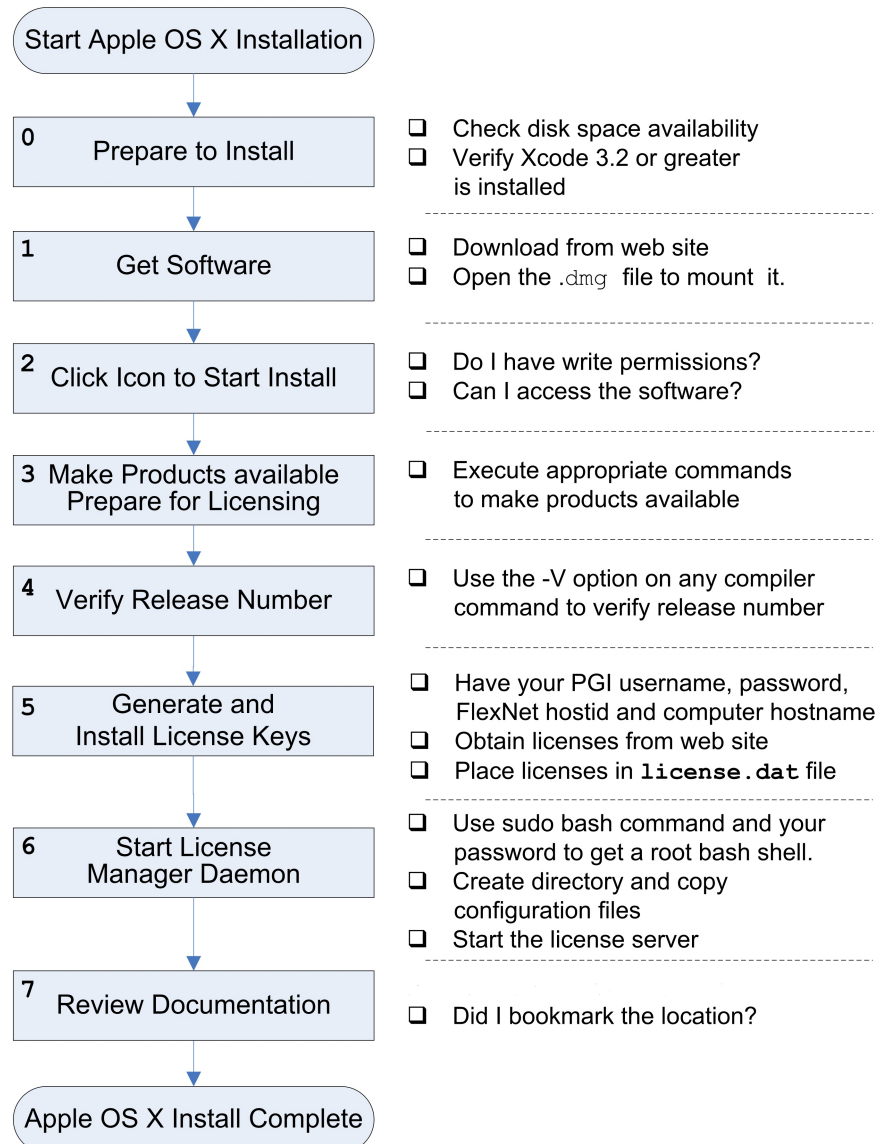 Start Apple OS X Installation
0
Prepare to Install
❑ Check disk space availability
❑ Verify Xcode 3.2 or greater
is installed
1
Get Software
❑ Download from web site
❑ Open the .dmg file to mount it.
2
Click Icon to Start Install
❑ Do I have write permissions?
❑ Can I access the software?
3
Make Products available
Prepare for Licensing
❑ Execute appropriate commands
to make products available
4
Verify Release Number
❑ Use the -V option on any compiler
command to verify release number
5
Generate and
Install License Keys
❑ Have your PGI username, password,
FlexNet hostid and computer hostname
❑ Obtain licenses from web site
❑ Place licenses in license.dat file
6
Start License
Manager Daemon
❑ Use sudo bash command and your
password to get a root bash shell.
❑ Create directory and copy
configuration files
❑ Start the license server
7
Review Documentation
❑ Did I bookmark the location?
Apple OS X Install Complete